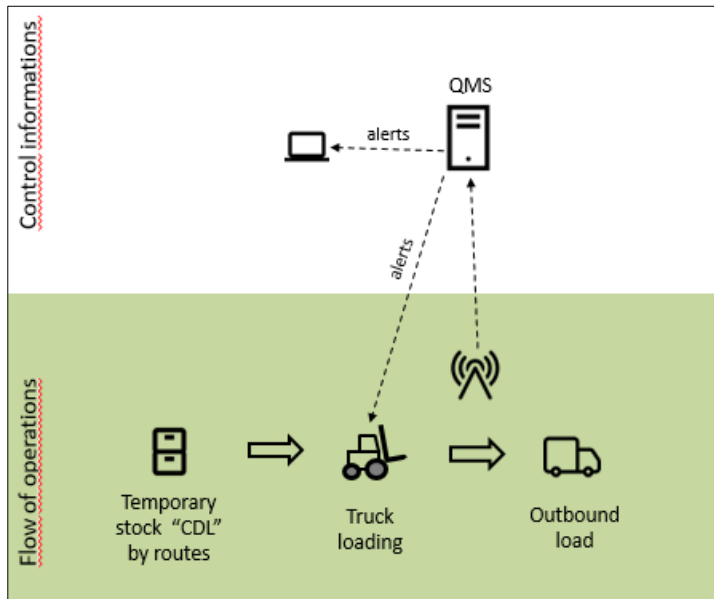 Control informations
QMS
alerts
alerts
Flow of operations
Temporary
stock “CDL”
by routes
Truck
loading
Outbound
load